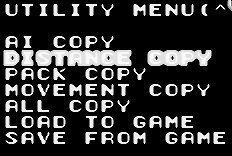 UTILITY MENU(^
AI COPY
DISTANCE COPY
PACK COPY
MOVEMENT COPY
ALL COPY
LOAD TO GAME
SAVE FROM GAME